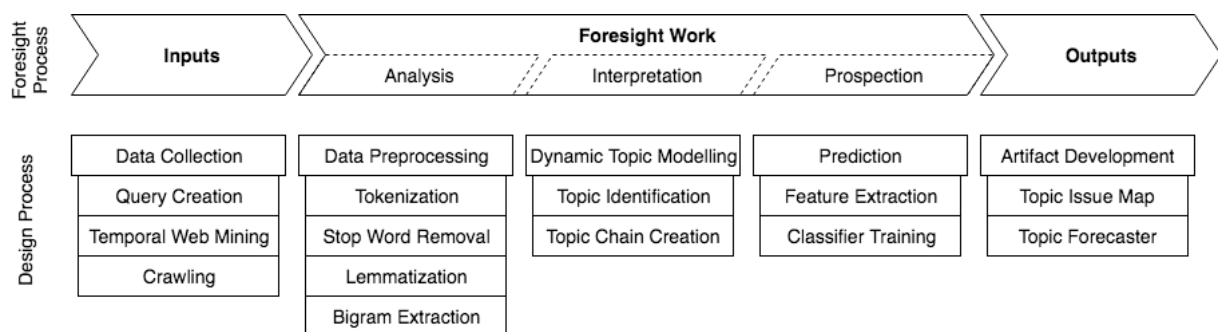 Foresight Process
Inputs
Foresight Work
Analysis
Interpretation
Prospection
Outputs
Design Process
Data Collection
Query Creation
Temporal Web Mining
Crawling
Data Preprocessing
Tokenization
Stop Word Removal
Lemmatization
Bigram Extraction
Dynamic Topic Modelling
Topic Identification
Topic Chain Creation
Prediction
Feature Extraction
Classifier Training
Artifact Development
Topic Issue Map
Topic Forecaster